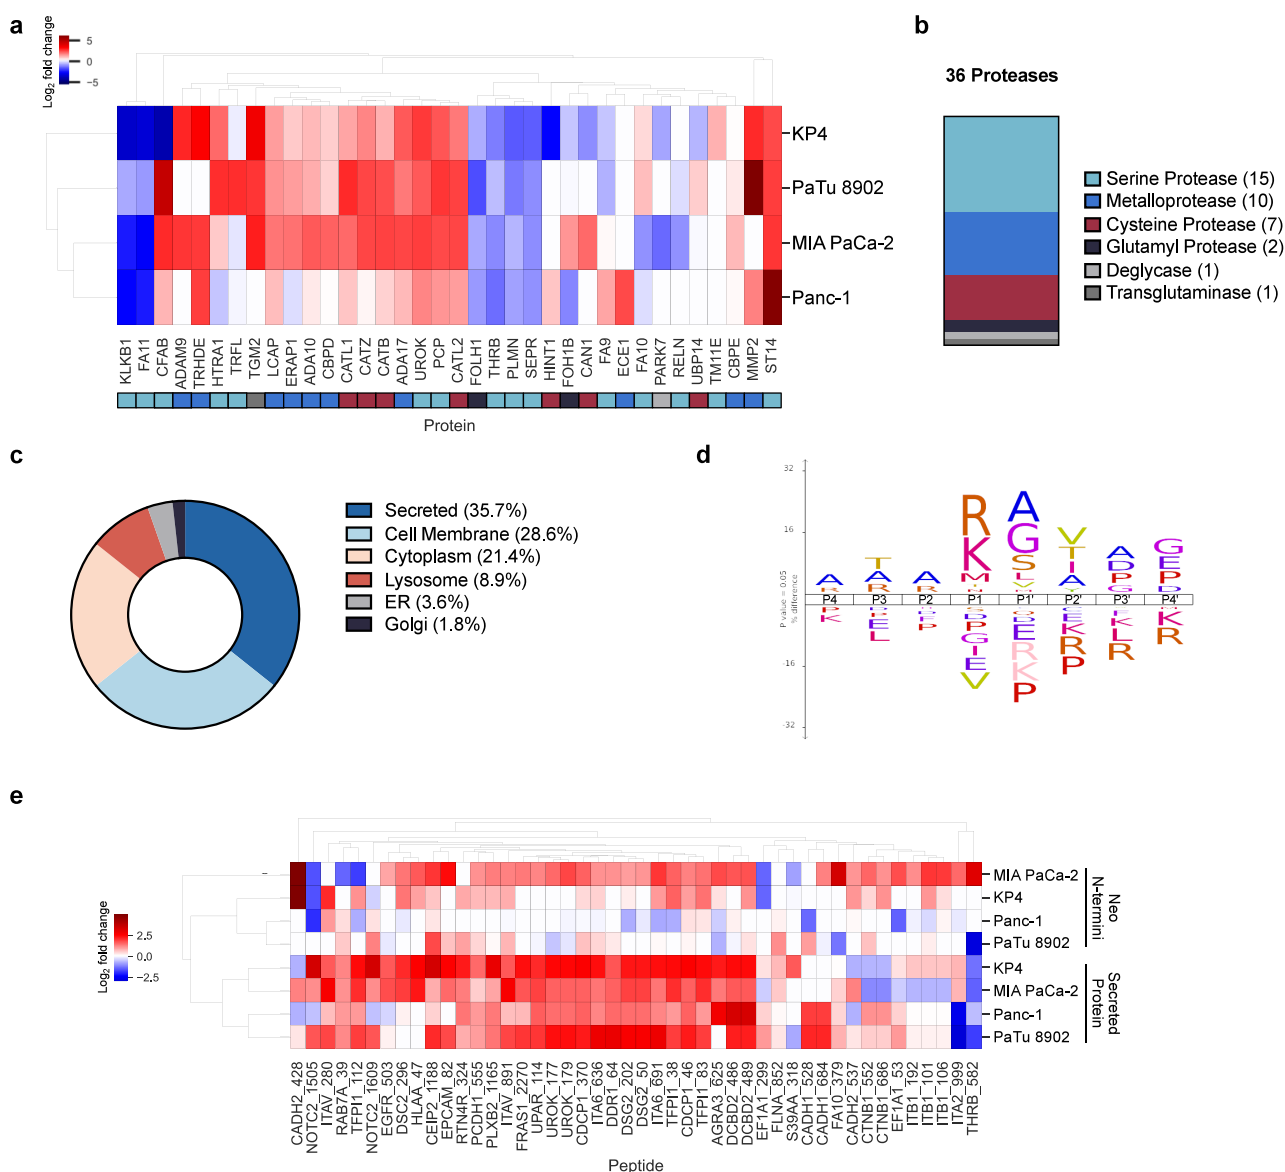 a
Log₂ fold change
5
0
−5
KP4
PaTu 8902
MIA PaCa-2
Panc-1
KLKB1
FA11
CFAB
ADAM9
TRHDE
HTRA1
TRFL
TGM2
LCAP
ERAP1
ADA10
CBPD
CATL1
CATZ
CATB
ADA17
UROK
PCP
CATL2
FOLH1
THRB
PLMN
SEPR
HINT1
FOH1B
CAN1
FA9
ECE1
FA10
PARK7
RELN
UBP14
TM11E
CBPE
MMP2
ST14
Protein
b
36 Proteases
Serine Protease (15)
Metalloprotease (10)
Cysteine Protease (7)
Glutamyl Protease (2)
Deglycase (1)
Transglutaminase (1)
c
Secreted (35.7%)
Cell Membrane (28.6%)
Cytoplasm (21.4%)
Lysosome (8.9%)
ER (3.6%)
Golgi (1.8%)
d
32
16
P value = 0.05
% difference
-16
-32
P4 P3 P2 P1 P1' P2' P3' P4'
e
Log₂ fold change
2.5
0.0
−2.5
MIA PaCa-2
KP4
Panc-1
PaTu 8902
Neo
N-termini
KP4
MIA PaCa-2
Panc-1
PaTu 8902
Secreted
Protein
CADH2_428
NOTC2_1505
ITAV_280
RAB7A_39
TFPI1_112
NOTC2_1609
EGFR_503
DSC2_296
HLAA_47
CEIP2_1188
EPCAM_82
RTN4R_324
PCDH1_555
PLXB2_1165
ITAV_891
FRAS1_2270
UPAR_114
UROK_177
UROK_179
CDCP1_370
ITA6_636
DDR1_64
DSG2_202
DSG2_50
ITA6_691
TFPI1_38
CDCP1_46
TFPI1_83
AGRA3_625
DCBD2_486
DCBD2_489
EF1A1_299
FLNA_852
S39AA_318
CADH1_528
CADH1_684
FA10_379
CADH2_537
CTNB1_552
CTNB1_686
EF1A1_53
ITB1_192
ITB1_101
ITB1_106
ITA2_999
THRB_582
Peptide